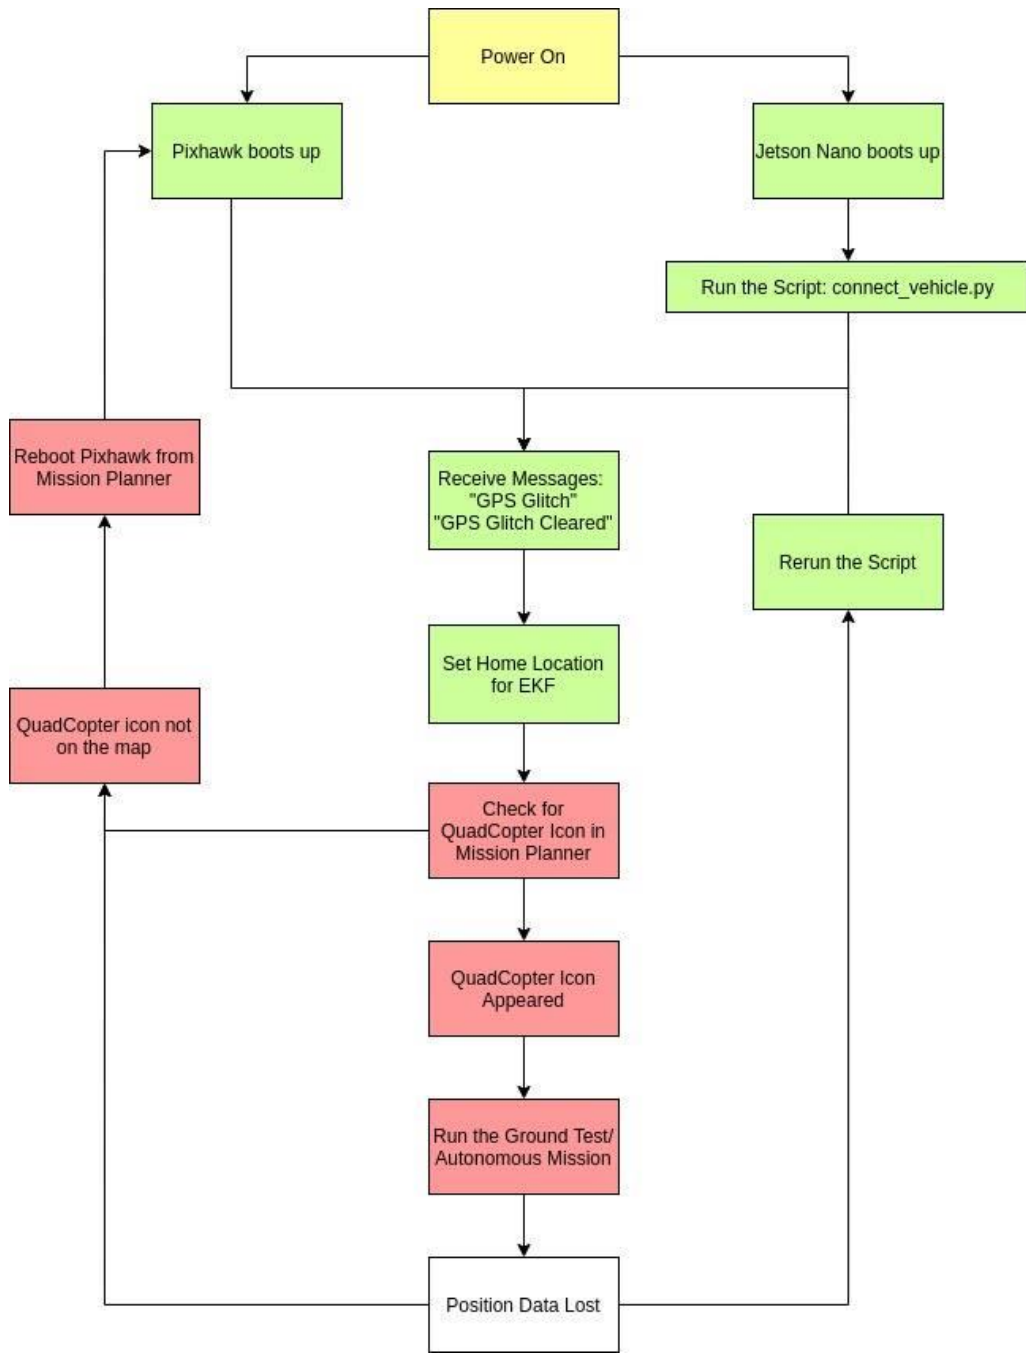 Power On
Pixhawk boots up
Jetson Nano boots up
Run the Script: connect_vehicle.py
Reboot Pixhawk from
Mission Planner
Receive Messages:
"GPS Glitch"
"GPS Glitch Cleared"
Rerun the Script
Set Home Location
for EKF
QuadCopter icon not
on the map
Check for
QuadCopter Icon in
Mission Planner
QuadCopter Icon
Appeared
Run the Ground Test/
Autonomous Mission
Position Data Lost